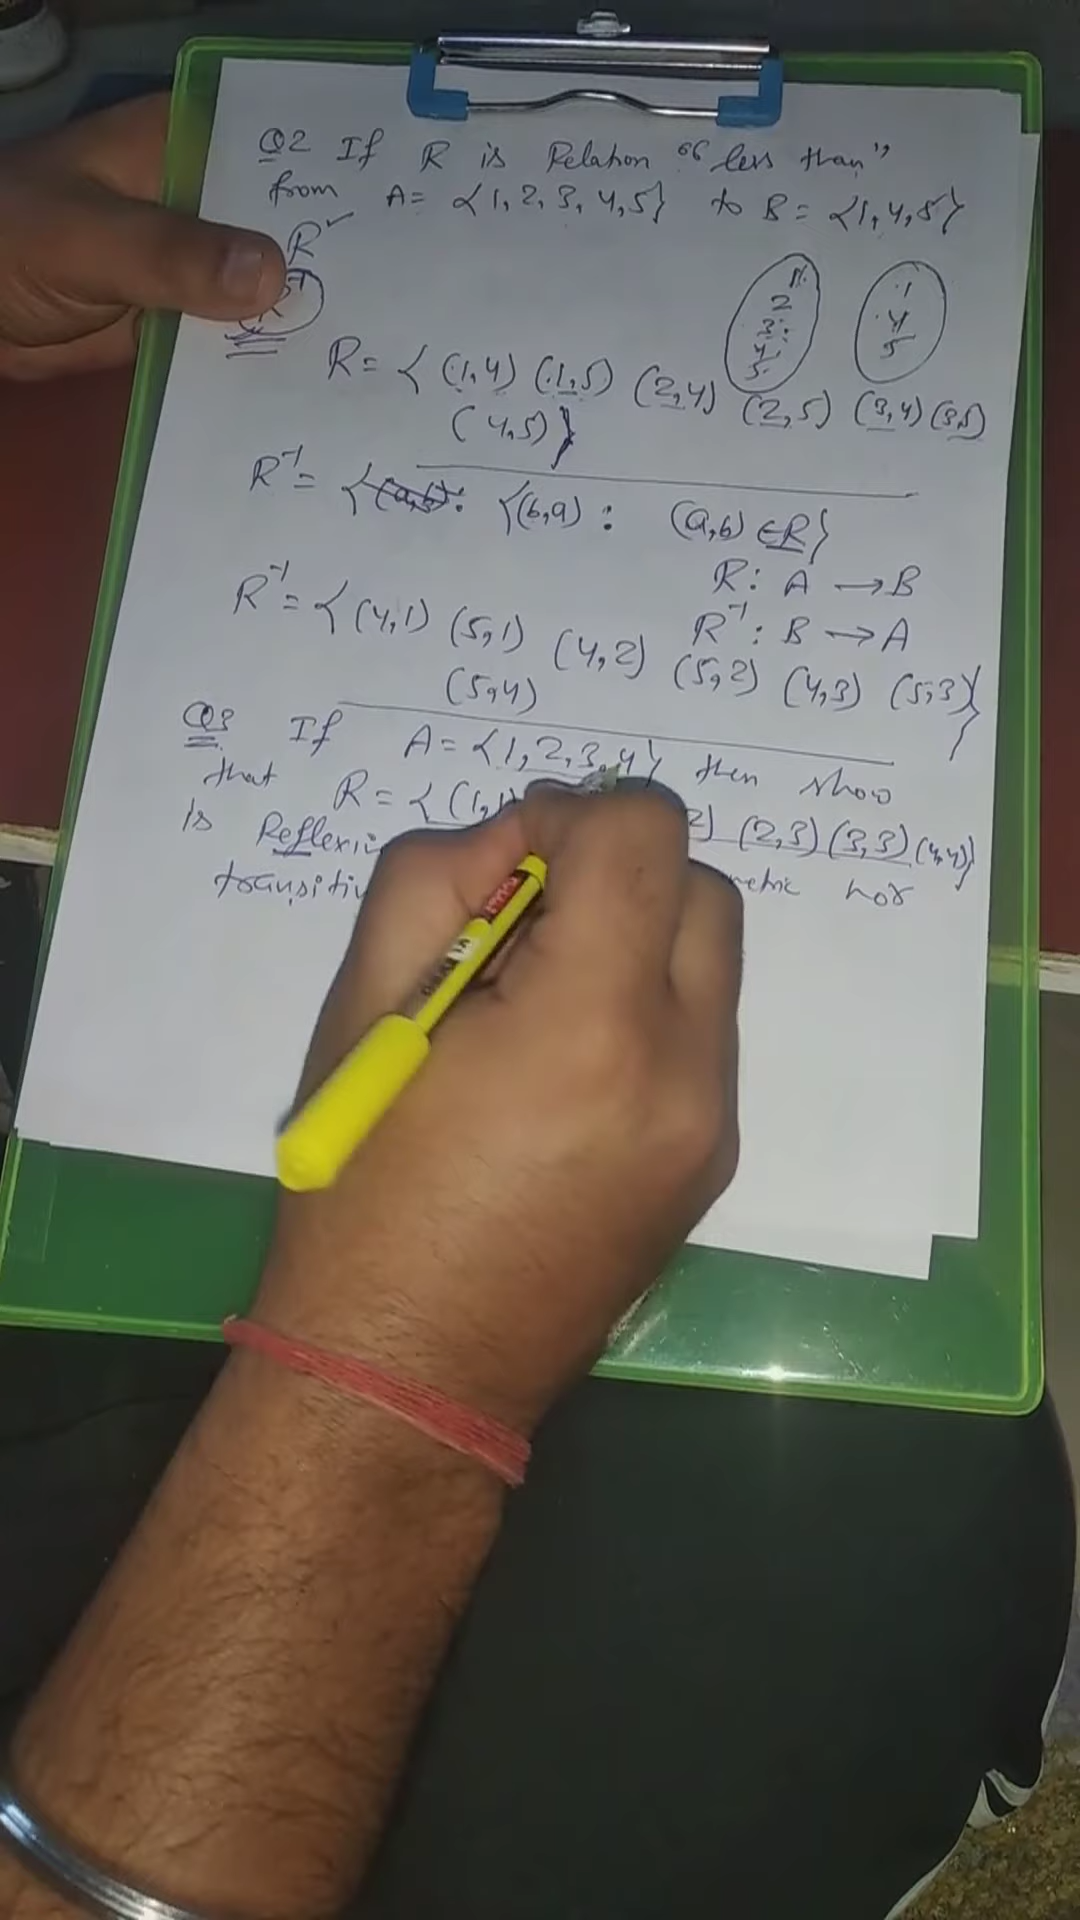 Q2 If R is Relation "less than"
from A = {1, 2, 3, 4, 5} to B = {1, 4, 5}
R ✓
1
2
3
4
5
1
4
5
R = { (1,4) (1,5) (2,4) (2,5) (3,4) (3,5)
(4,5)}
R⁻¹ = { (a,b): {(b,a) : (a,b) ∈ R}
R: A → B
R⁻¹: B → A
R⁻¹ = { (4,1) (5,1) (4,2) (5,2) (4,3) (5,3)}
(5,4)
Q3 If A = {1, 2, 3, 4} then show
that R = { (1,1) 2) (2,3) (3,3) (4,4)}
is nor